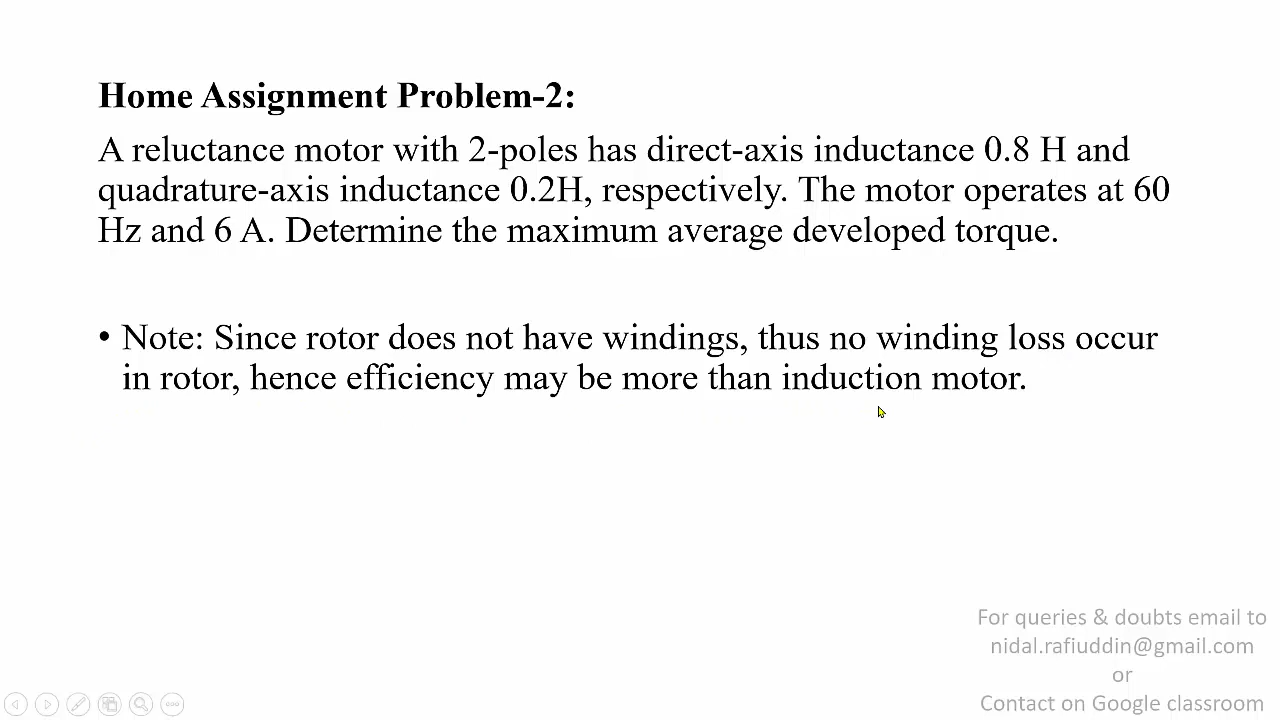 Home Assignment Problem-2:
A reluctance motor with 2-poles has direct-axis inductance 0.8 H and
quadrature-axis inductance 0.2H, respectively. The motor operates at 60
Hz and 6 A. Determine the maximum average developed torque.
• Note: Since rotor does not have windings, thus no winding loss occur
in rotor, hence efficiency may be more than induction motor.
For queries & doubts email to
nidal.rafiuddin@gmail.com
or
Contact on Google classroom